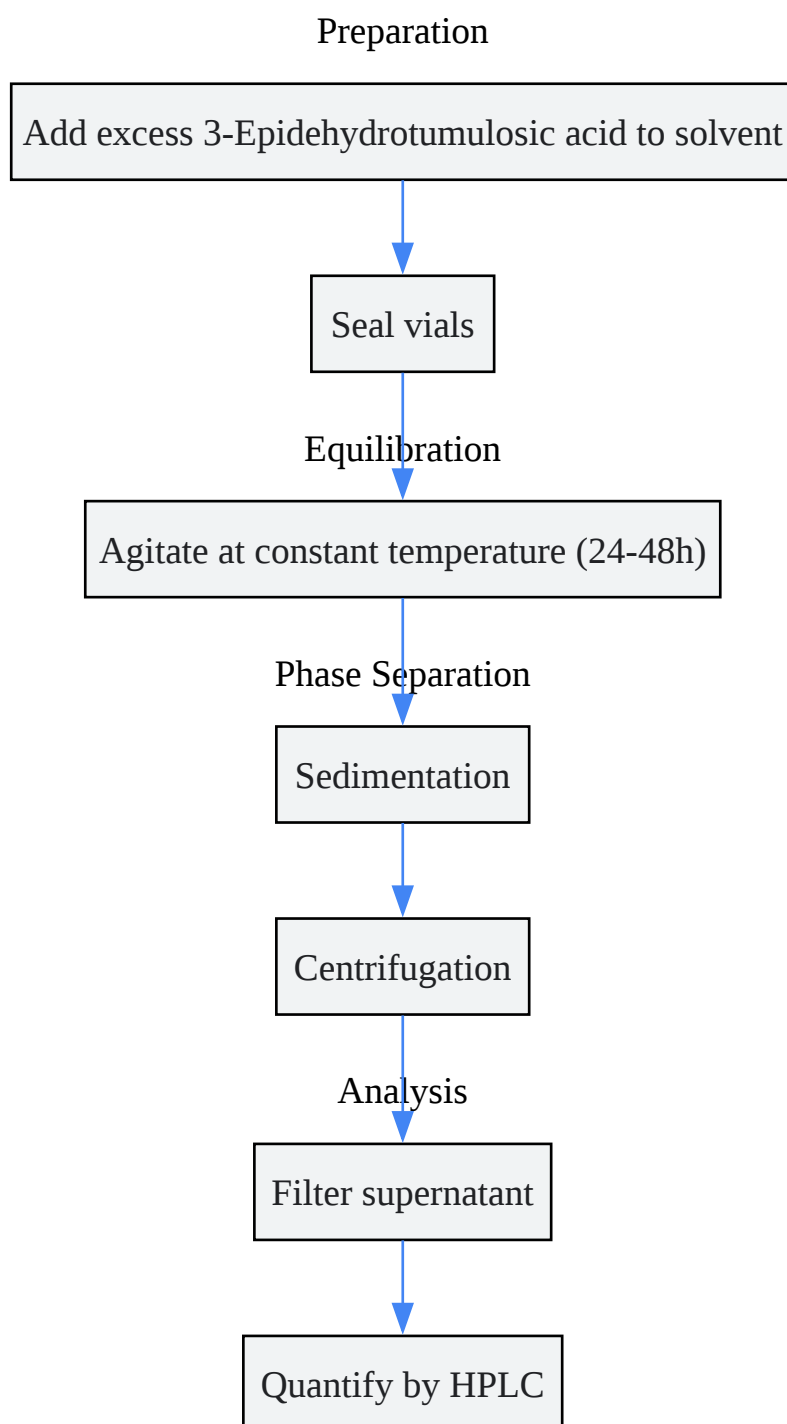 Preparation
Add excess 3-Epidehydrotumulosic acid to solvent
Seal vials
Equilibration
Agitate at constant temperature (24-48h)
Phase Separation
Sedimentation
Centrifugation
Analysis
Filter supernatant
Quantify by HPLC